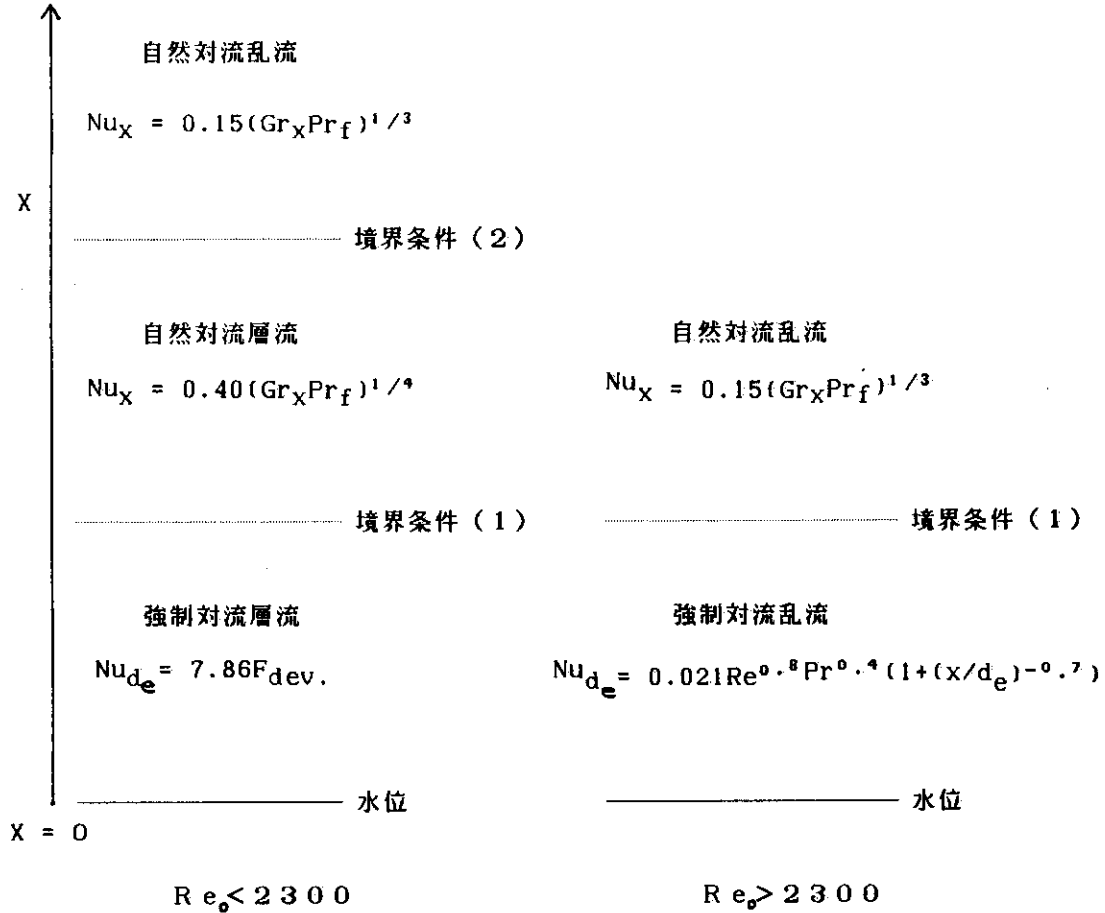 自然対流乱流
Nu_X = 0.15(Gr_XPr_f)^1/3
X
境界条件(2)
自然対流層流
自然対流乱流
Nu_X = 0.40(Gr_XPr_f)^1/4
Nu_X = 0.15(Gr_XPr_f)^1/3
境界条件(1)
境界条件(1)
強制対流層流
強制対流乱流
Nu_de = 7.86F_dev.
Nu_de = 0.021Re^0.8Pr^0.4(1+(x/d_e)^-0.7)
水位
水位
X = 0
Re_o<2300
Re_o>2300